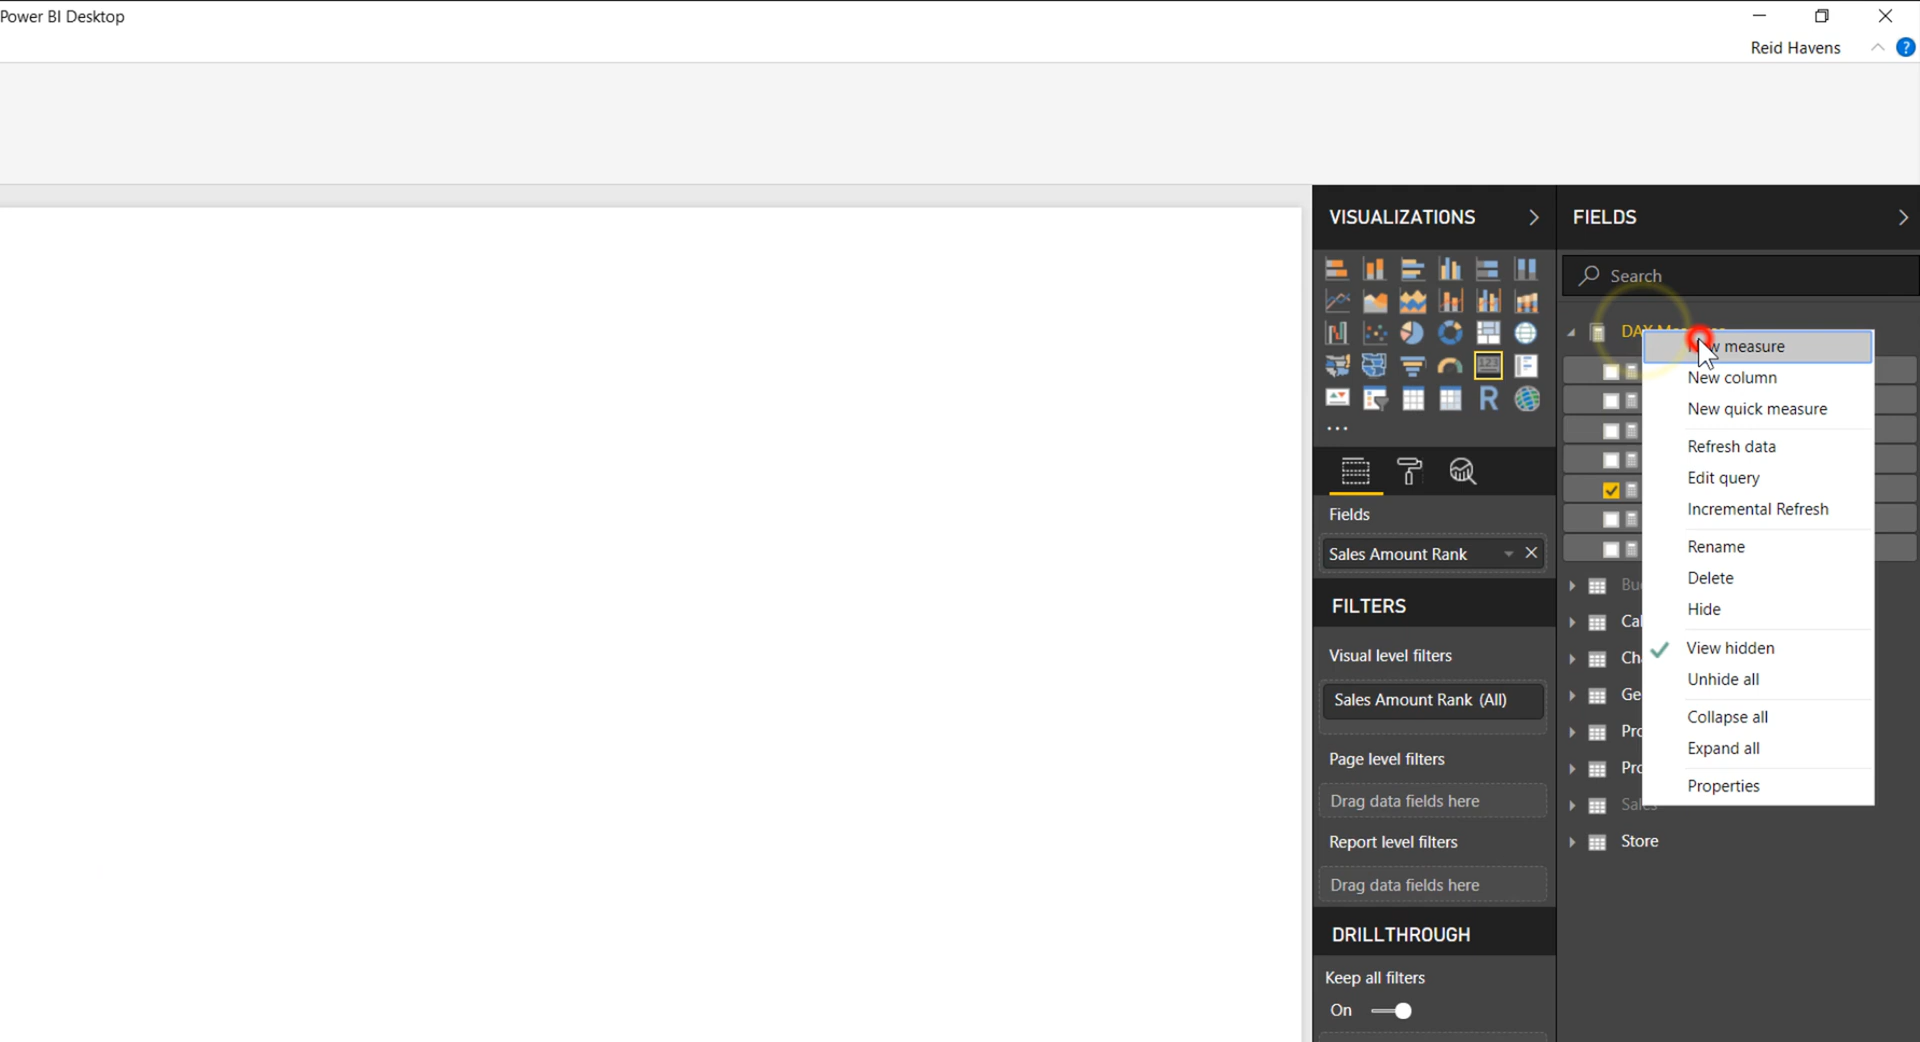 Power BI Desktop
Reid Havens
?
VISUALIZATIONS
FIELDS
Search
123
R
Fields
Sales Amount Rank
FILTERS
Visual level filters
Sales Amount Rank (All)
Page level filters
Drag data fields here
Report level filters
Drag data fields here
DRILLTHROUGH
Keep all filters
On
measure
New column
New quick measure
Refresh data
Edit query
Incremental Refresh
Rename
Delete
Hide
View hidden
Unhide all
Collapse all
Expand all
Properties
Store